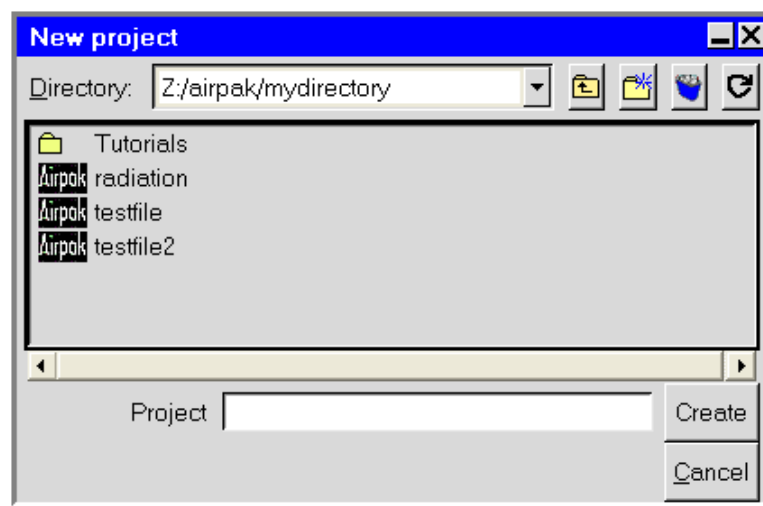 New project
Directory: Z:/airpak/mydirectory
Tutorials
Airpak radiation
Airpak testfile
Airpak testfile2
Project Create
Cancel